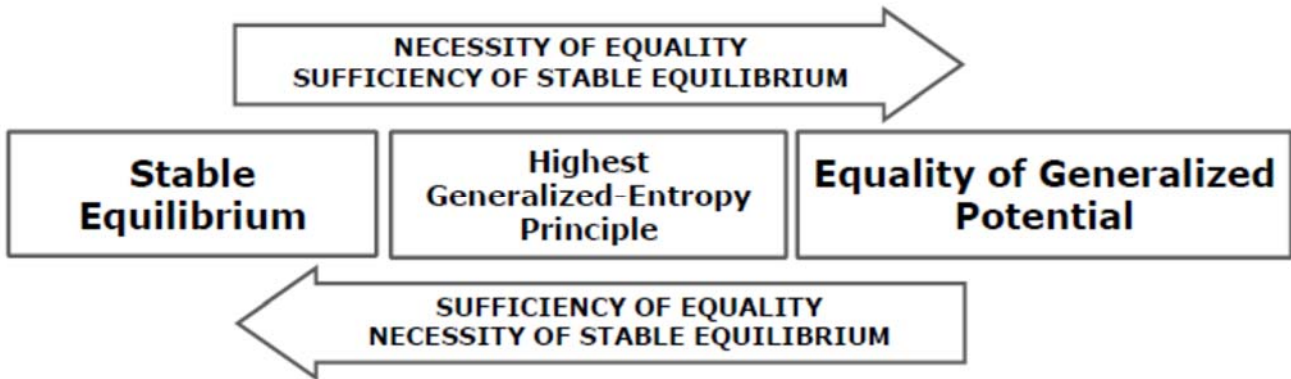 NECESSITY OF EQUALITY
SUFFICIENCY OF STABLE EQUILIBRIUM
Stable
Equilibrium
Highest
Generalized-Entropy
Principle
Equality of Generalized
Potential
SUFFICIENCY OF EQUALITY
NECESSITY OF STABLE EQUILIBRIUM